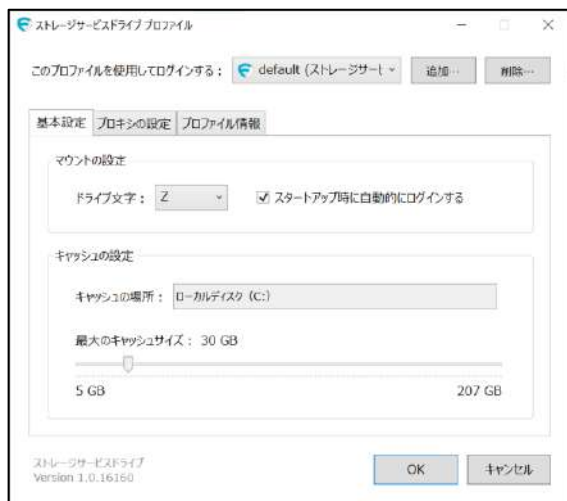 ストレージサービスドライブ プロファイル
このプロファイルを使用してログインする： default (ストレージサーl 追加… 削除…
基本設定 プロキシの設定 プロファイル情報
マウントの設定
ドライブ文字： Z スタートアップ時に自動的にログインする
キャッシュの設定
キャッシュの場所： ローカルディスク (C:)
最大のキャッシュサイズ： 30 GB
5 GB 207 GB
ストレージサービスドライブ
Version 1.0.16160
OK キャンセル